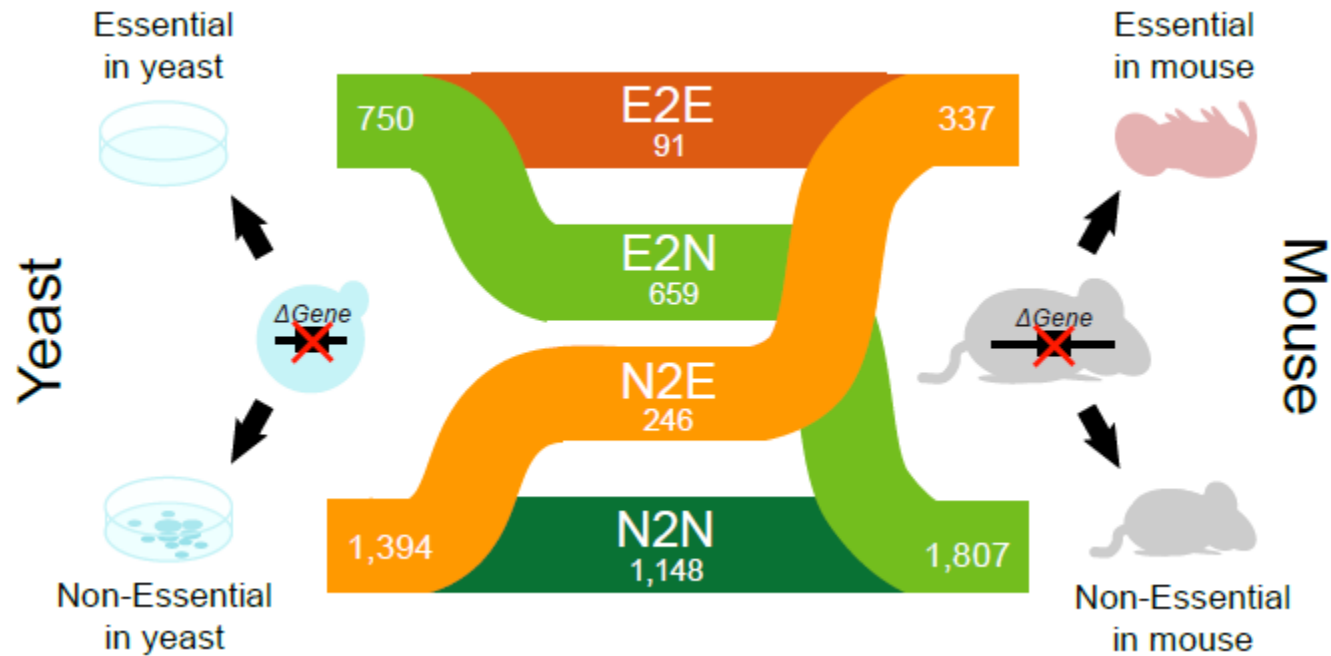 Essential
in yeast
Essential
in mouse
750
E2E
91
337
E2N
659
Yeast
ΔGene
ΔGene
Mouse
N2E
246
1,394
N2N
1,148
1,807
Non-Essential
in yeast
Non-Essential
in mouse